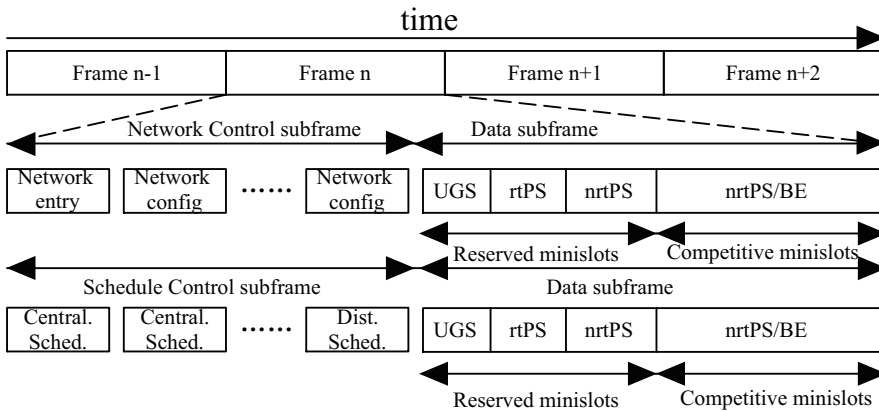 time
Frame n-1 Frame n Frame n+1 Frame n+2
Network Control subframe Data subframe
Network entry Network config ...... Network config UGS rtPS nrtPS nrtPS/BE
Reserved minislots Competitive minislots
Schedule Control subframe Data subframe
Central. Sched. Central. Sched. ...... Dist. Sched. UGS rtPS nrtPS nrtPS/BE
Reserved minislots Competitive minislots